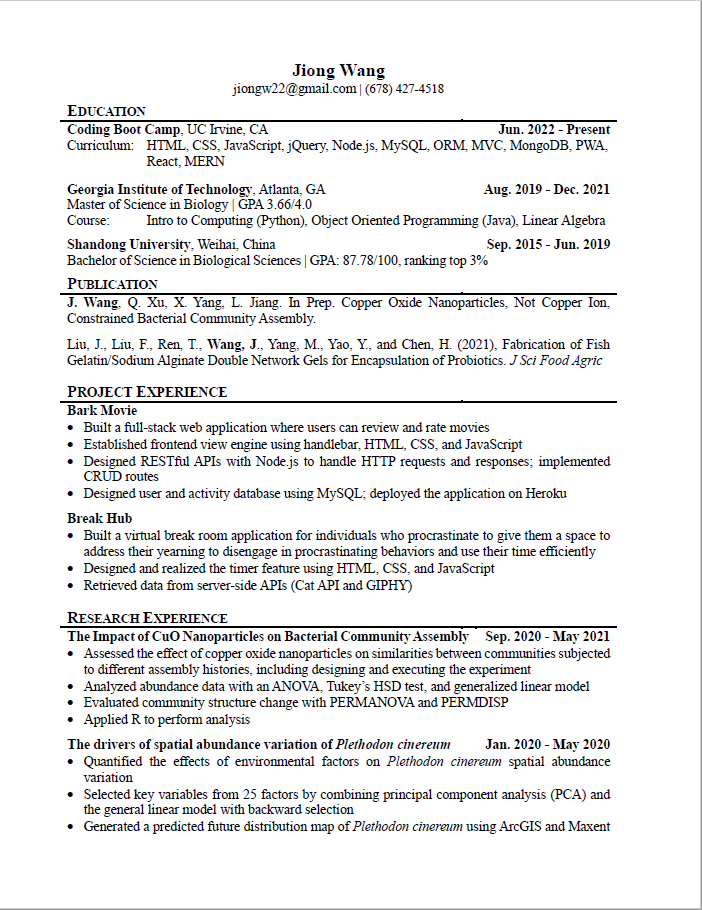 Jiong Wang
jiongw22@gmail.com | (678) 427-4518
EDUCATION
Coding Boot Camp, UC Irvine, CA Jun. 2022 - Present
Curriculum: HTML, CSS, JavaScript, jQuery, Node.js, MySQL, ORM, MVC, MongoDB, PWA,
React, MERN
Georgia Institute of Technology, Atlanta, GA Aug. 2019 - Dec. 2021
Master of Science in Biology | GPA 3.66/4.0
Course: Intro to Computing (Python), Object Oriented Programming (Java), Linear Algebra
Shandong University, Weihai, China Sep. 2015 - Jun. 2019
Bachelor of Science in Biological Sciences | GPA: 87.78/100, ranking top 3%
PUBLICATION
J. Wang, Q. Xu, X. Yang, L. Jiang. In Prep. Copper Oxide Nanoparticles, Not Copper Ion,
Constrained Bacterial Community Assembly.
Liu, J., Liu, F., Ren, T., Wang, J., Yang, M., Yao, Y., and Chen, H. (2021), Fabrication of Fish
Gelatin/Sodium Alginate Double Network Gels for Encapsulation of Probiotics. J Sci Food Agric
PROJECT EXPERIENCE
Bark Movie
• Built a full-stack web application where users can review and rate movies
• Established frontend view engine using handlebar, HTML, CSS, and JavaScript
• Designed RESTful APIs with Node.js to handle HTTP requests and responses; implemented
CRUD routes
• Designed user and activity database using MySQL; deployed the application on Heroku
Break Hub
• Built a virtual break room application for individuals who procrastinate to give them a space to
address their yearning to disengage in procrastinating behaviors and use their time efficiently
• Designed and realized the timer feature using HTML, CSS, and JavaScript
• Retrieved data from server-side APIs (Cat API and GIPHY)
RESEARCH EXPERIENCE
The Impact of CuO Nanoparticles on Bacterial Community Assembly Sep. 2020 - May 2021
• Assessed the effect of copper oxide nanoparticles on similarities between communities subjected
to different assembly histories, including designing and executing the experiment
• Analyzed abundance data with an ANOVA, Tukey's HSD test, and generalized linear model
• Evaluated community structure change with PERMANOVA and PERMDISP
• Applied R to perform analysis
The drivers of spatial abundance variation of Plethodon cinereum Jan. 2020 - May 2020
• Quantified the effects of environmental factors on Plethodon cinereum spatial abundance
variation
• Selected key variables from 25 factors by combining principal component analysis (PCA) and
the general linear model with backward selection
• Generated a predicted future distribution map of Plethodon cinereum using ArcGIS and Maxent